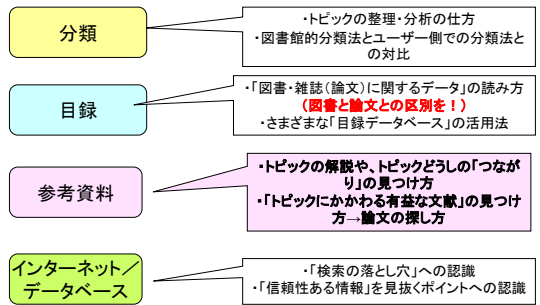 分類
・トピックの整理・分析の仕方
・図書館的分類法とユーザー側での分類法と
の対比
目録
・「図書・雑誌（論文）に関するデータ」の読み方
（図書と論文との区別を！）
・さまざまな「目録データベース」の活用法
参考資料
・トピックの解説や、トピックどうしの「つなが
り」の見つけ方
・「トピックにかかわる有益な文献」の見つけ
方→論文の探し方
インターネット／
データベース
・「検索の落とし穴」への認識
・「信頼性ある情報」を見抜くポイントへの認識